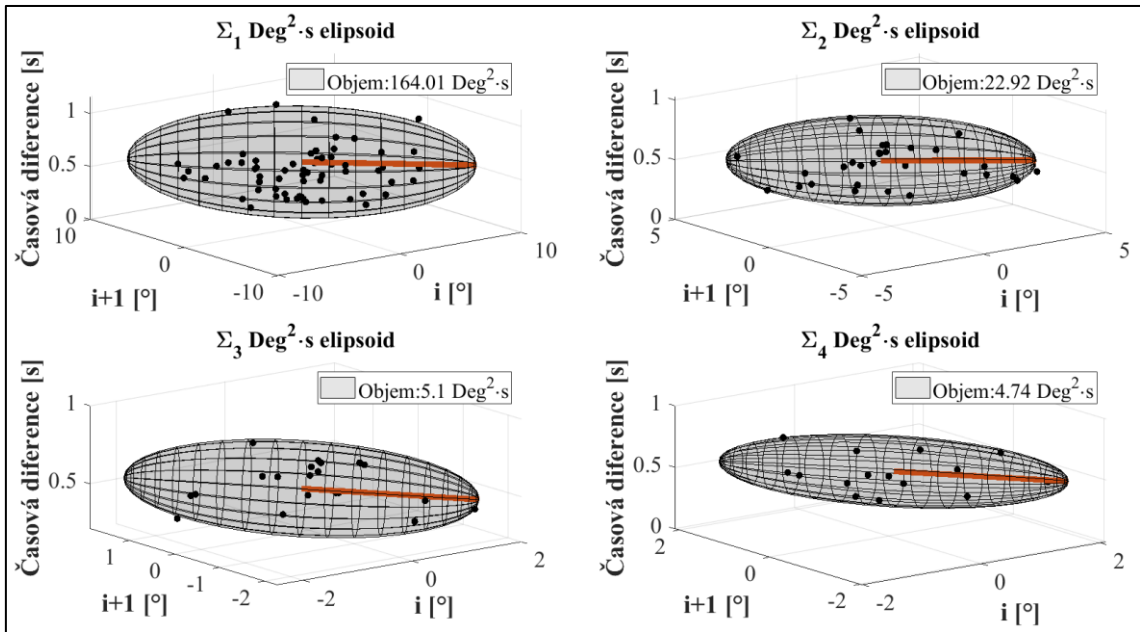 Σ1 Deg2·s elipsoid
Objem:164.01 Deg2·s
Časová diference [s]
1
0.5
0
10
0
-10
i+1 [°]
-10
0
10
i [°]
Σ2 Deg2·s elipsoid
Objem:22.92 Deg2·s
Časová diference [s]
1
0.5
0
5
0
-5
i+1 [°]
-5
0
5
i [°]
Σ3 Deg2·s elipsoid
Objem:5.1 Deg2·s
Časová diference [s]
1
0.5
1
0
-1
-2
i+1 [°]
-2
0
2
i [°]
Σ4 Deg2·s elipsoid
Objem:4.74 Deg2·s
Časová diference [s]
1
0.5
0
2
0
-2
i+1 [°]
-2
0
2
i [°]